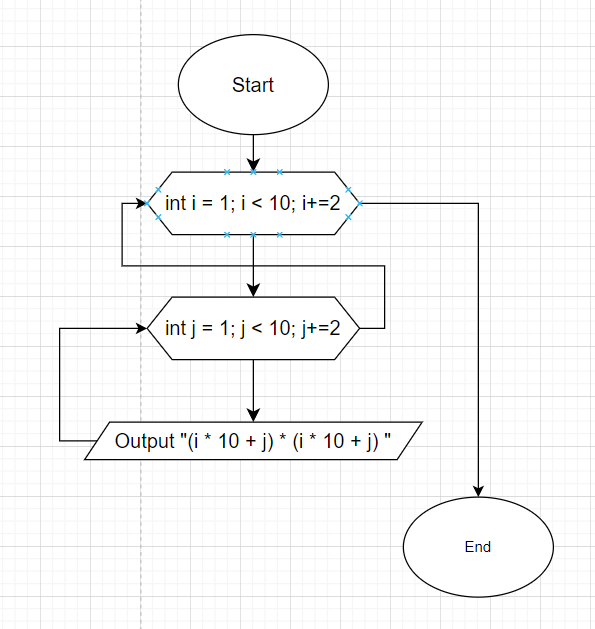 Start
int i = 1; i < 10; i+=2
int j = 1; j < 10; j+=2
Output "(i * 10 + j) * (i * 10 + j) "
End